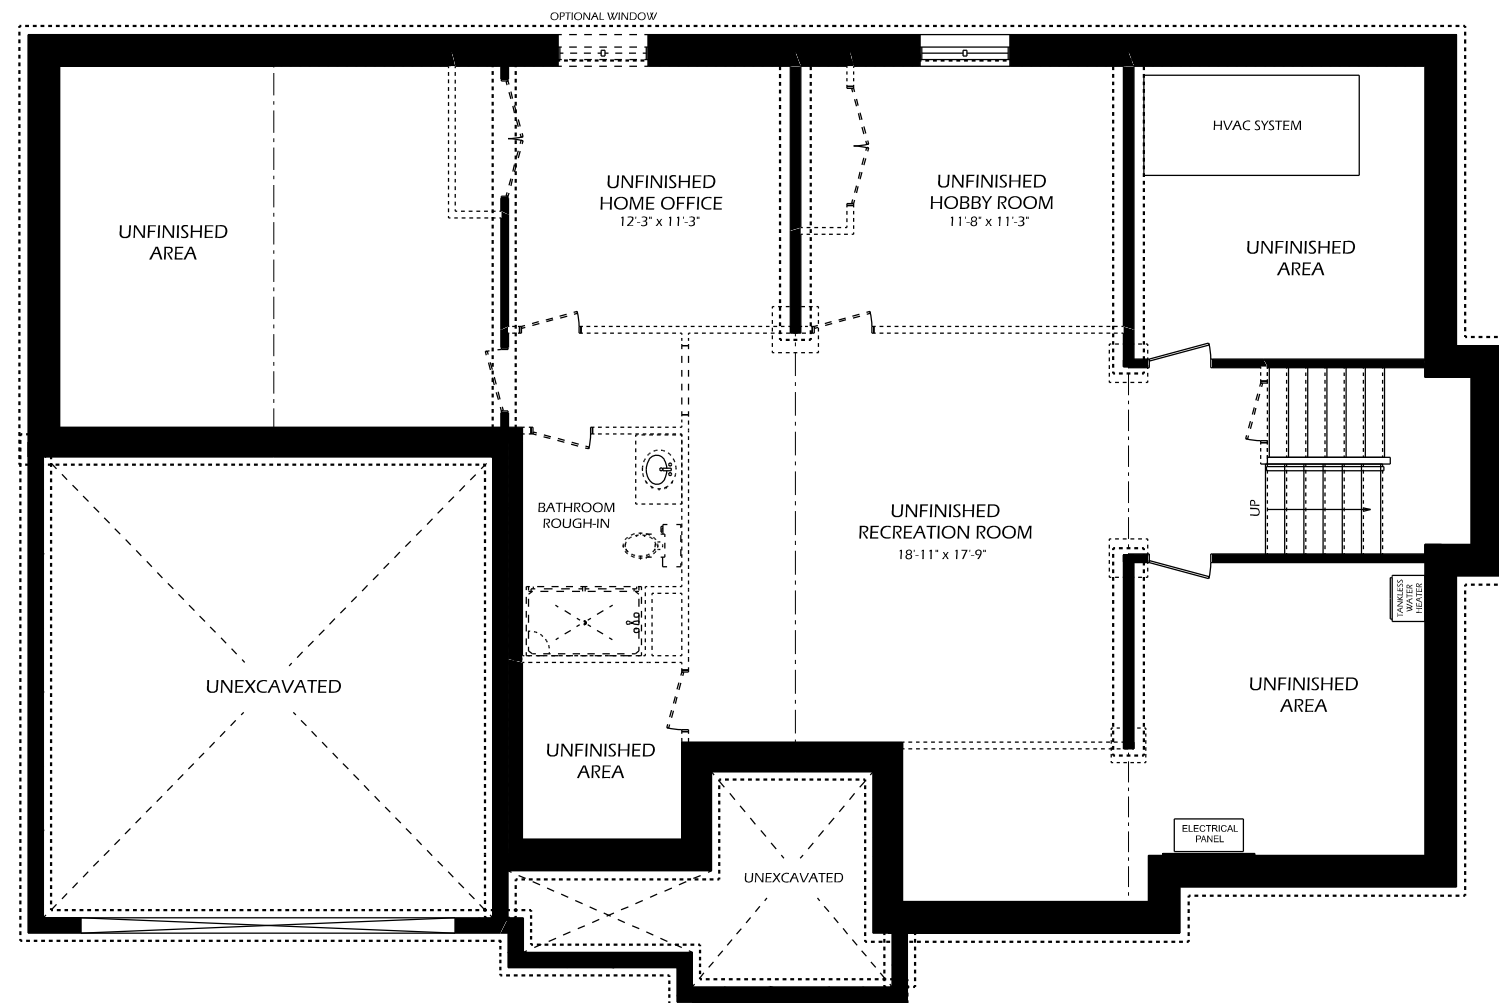 OPTIONAL WINDOW
HVAC SYSTEM
UNFINISHED
HOME OFFICE
12'-3" x 11'-3"
UNFINISHED
HOBBY ROOM
11'-8" x 11'-3"
UNFINISHED
AREA
UNFINISHED
AREA
BATHROOM
ROUGH-IN
UNFINISHED
RECREATION ROOM
18'-11" x 17'-9"
UP
TANKLESS
WATER
HEATER
UNEXCAVATED
UNFINISHED
AREA
UNFINISHED
AREA
ELECTRICAL
PANEL
UNEXCAVATED